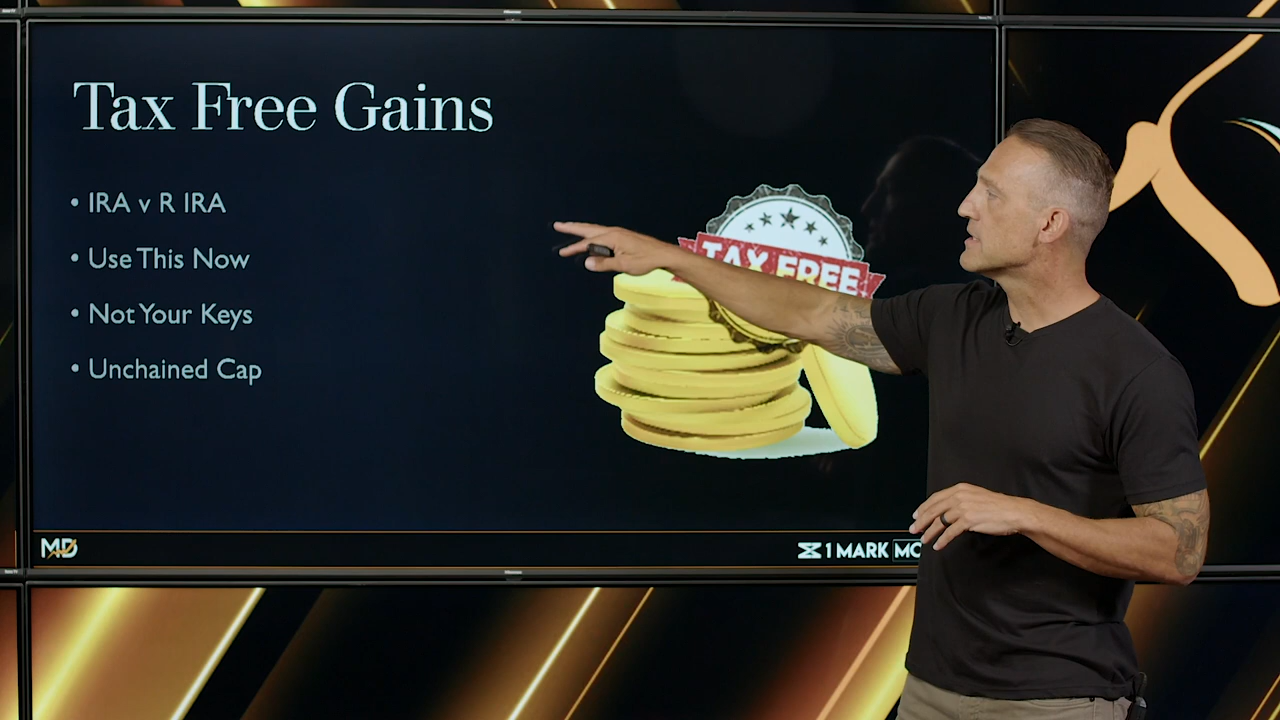 Tax Free Gains
• IRA v R IRA
• Use This Now
• Not Your Keys
• Unchained Cap
TAX FREE
MD
1 MARK MO